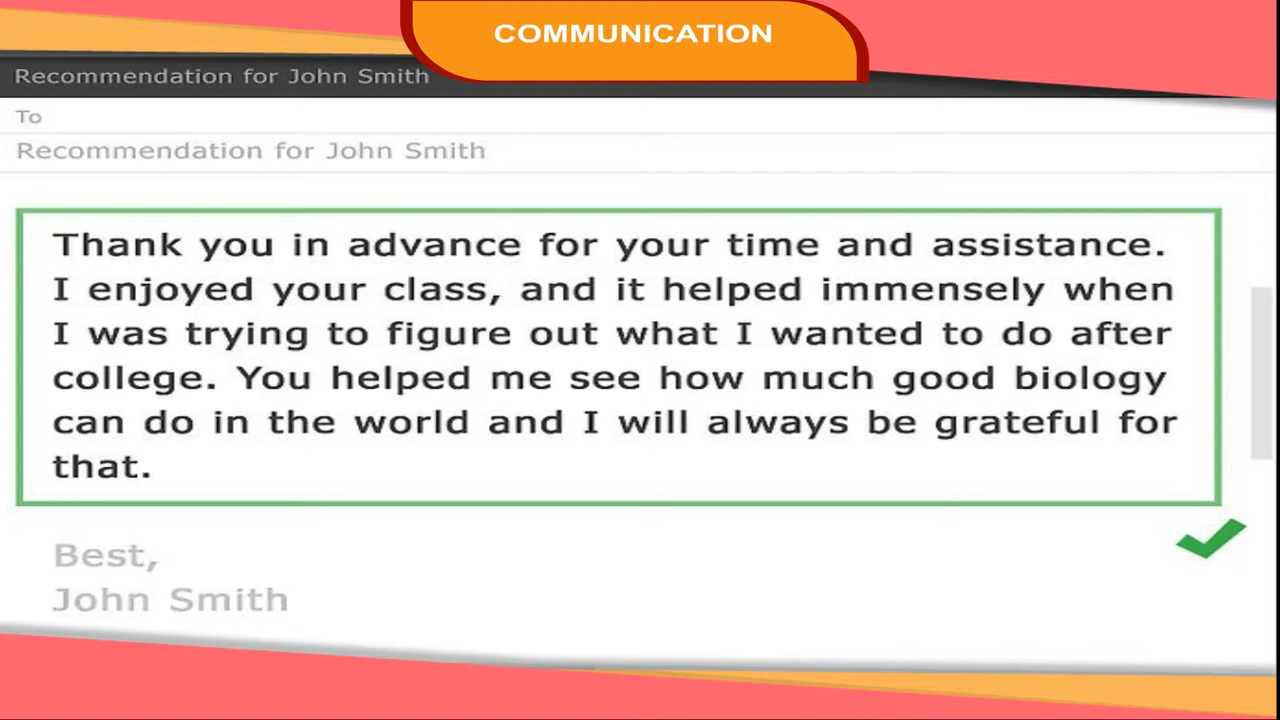 COMMUNICATION
Recommendation for John Smith
To
Recommendation for John Smith
Thank you in advance for your time and assistance.
I enjoyed your class, and it helped immensely when
I was trying to figure out what I wanted to do after
college. You helped me see how much good biology
can do in the world and I will always be grateful for
that.
Best,
John Smith